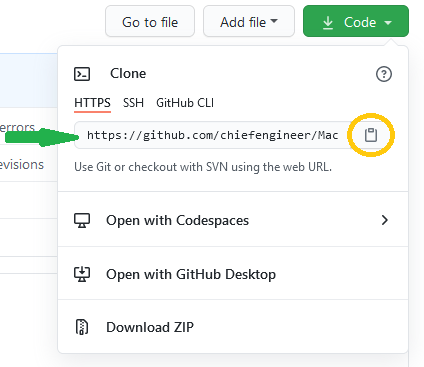 Go to file
Add file
Code
Clone
HTTPS SSH GitHub CLI
errors
https://github.com/chiefengineer/Mac
evisions
Use Git or checkout with SVN using the web URL.
Open with Codespaces
Open with GitHub Desktop
Download ZIP